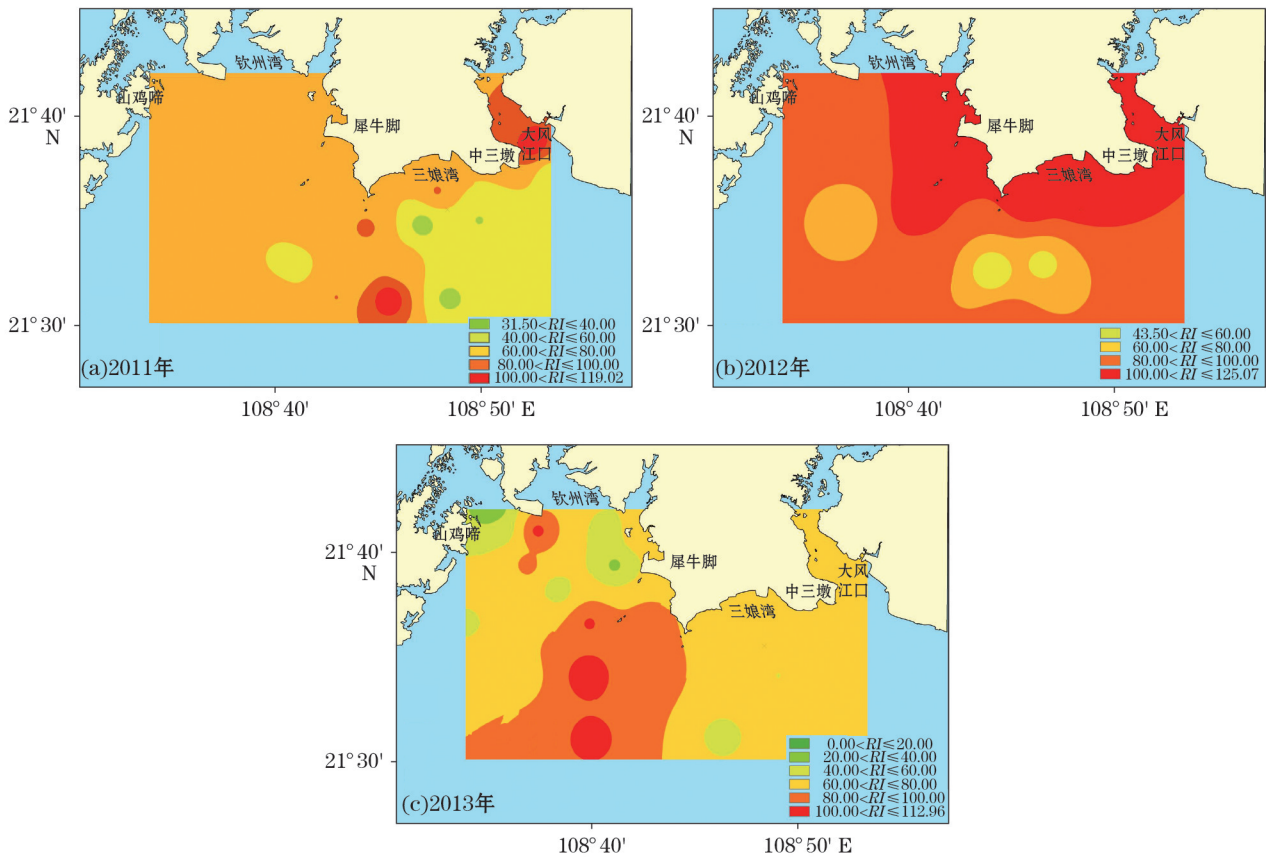 钦州湾
山鸡啼
21°40'
N
犀牛脚
大风
江口
中三墩
三娘湾
21°30'
31.50<RI≤40.00
40.00<RI≤60.00
60.00<RI≤80.00
80.00<RI≤100.00
100.00<RI≤119.02
(a)2011年
108°40'
108°50' E
钦州湾
山鸡啼
21°40'
N
犀牛脚
大风
江口
中三墩
三娘湾
21°30'
43.50<RI≤60.00
60.00<RI≤80.00
80.00<RI≤100.00
100.00<RI≤125.07
(b)2012年
108°40'
108°50' E
钦州湾
山鸡啼
21°40'
N
犀牛脚
大风
江口
中三墩
三娘湾
21°30'
0.00<RI≤20.00
20.00<RI≤40.00
40.00<RI≤60.00
60.00<RI≤80.00
80.00<RI≤100.00
100.00<RI≤112.96
(c)2013年
108°40'
108°50' E